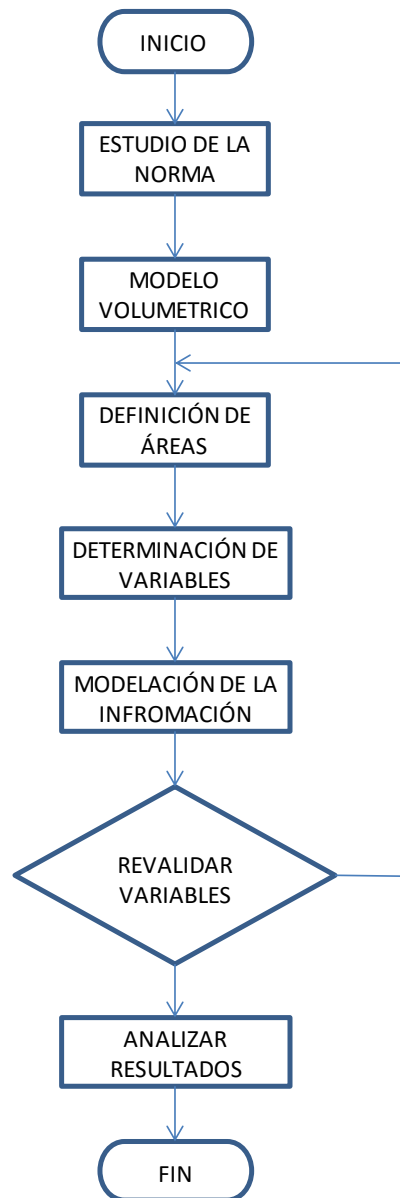 INICIO
ESTUDIO DE LA
NORMA
MODELO
VOLUMETRICO
DEFINICIÓN DE
ÁREAS
DETERMINACIÓN DE
VARIABLES
MODELACIÓN DE LA
INFROMACIÓN
REVALIDAR
VARIABLES
ANALIZAR
RESULTADOS
FIN